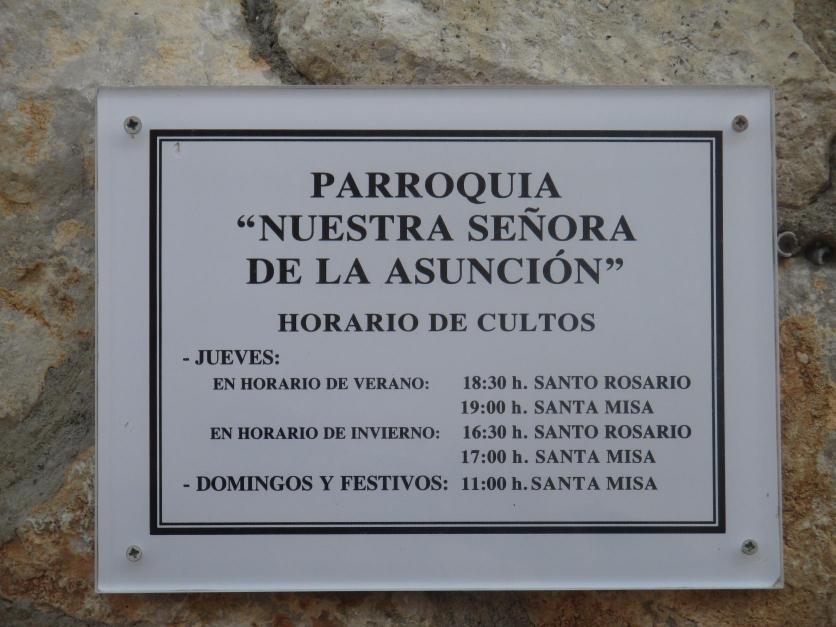 PARROQUIA
“NUESTRA SEÑORA
DE LA ASUNCIÓN”
HORARIO DE CULTOS
- JUEVES:
EN HORARIO DE VERANO: 18:30 h. SANTO ROSARIO
19:00 h. SANTA MISA
EN HORARIO DE INVIERNO: 16:30 h. SANTO ROSARIO
17:00 h. SANTA MISA
- DOMINGOS Y FESTIVOS: 11:00 h. SANTA MISA